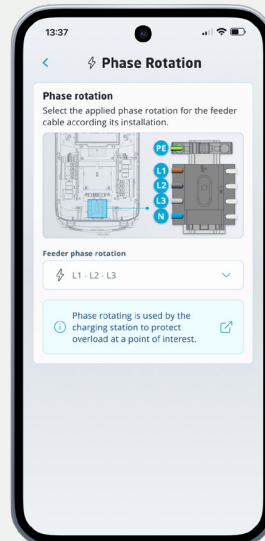 13:37
Phase Rotation
Phase rotation
Select the applied phase rotation for the feeder
cable according its installation.
PE
L1
L2
L3
N
Feeder phase rotation
L1 - L2 - L3
Phase rotating is used by the
charging station to protect
overload at a point of interest.